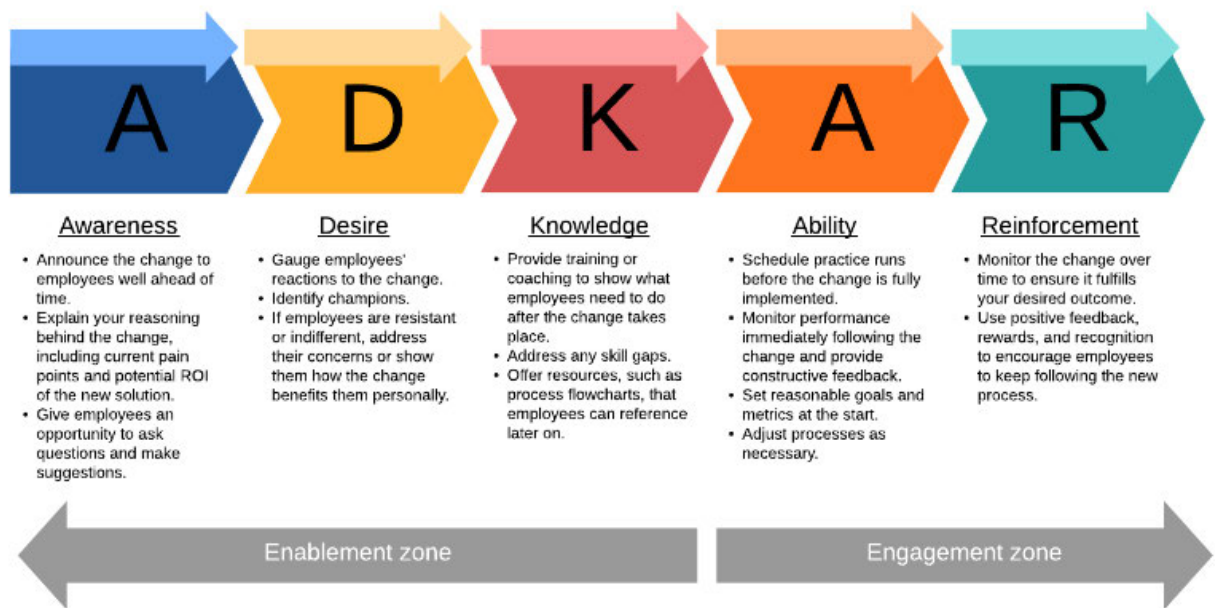 A
D
K
A
R
Awareness
• Announce the change to
employees well ahead of
time.
• Explain your reasoning
behind the change,
including current pain
points and potential ROI
of the new solution.
• Give employees an
opportunity to ask
questions and make
suggestions.
Desire
• Gauge employees'
reactions to the change.
• Identify champions.
• If employees are resistant
or indifferent, address
their concerns or show
them how the change
benefits them personally.
Knowledge
• Provide training or
coaching to show what
employees need to do
after the change takes
place.
• Address any skill gaps.
• Offer resources, such as
process flowcharts, that
employees can reference
later on.
Ability
• Schedule practice runs
before the change is fully
implemented.
• Monitor performance
immediately following the
change and provide
constructive feedback.
• Set reasonable goals and
metrics at the start.
• Adjust processes as
necessary.
Reinforcement
• Monitor the change over
time to ensure it fulfills
your desired outcome.
• Use positive feedback,
rewards, and recognition
to encourage employees
to keep following the new
process.
Enablement zone
Engagement zone